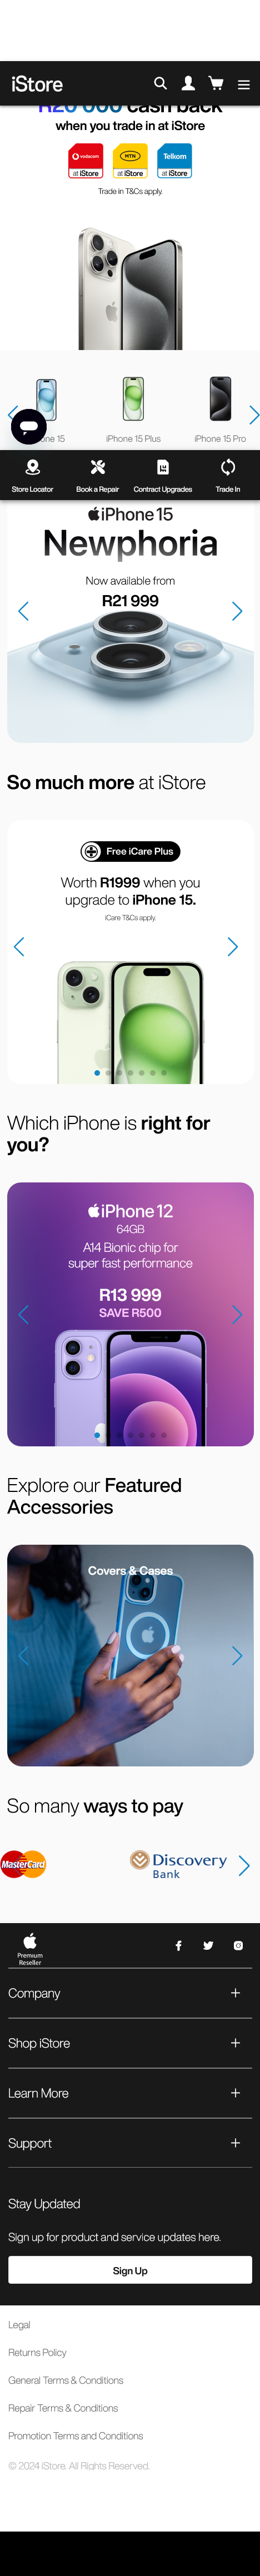 iStore
R20 000 cash back
when you trade in at iStore
vodacom
at iStore
MTN
at iStore
Telkom
at iStore
Trade in T&Cs apply.
one 15
iPhone 15 Plus
iPhone 15 Pro
Store Locator
Book a Repair
Contract Upgrades
Trade In
iPhone 15
Newphoria
Now available from
R21 999
So much more at iStore
Free iCare Plus
Worth R1999 when you
upgrade to iPhone 15.
iCare T&Cs apply.
Which iPhone is right for
you?
iPhone 12
64GB
A14 Bionic chip for
super fast performance
R13 999
SAVE R500
Explore our Featured
Accessories
Covers & Cases
So many ways to pay
MasterCard
Discovery
Bank
Premium
Reseller
Company
Shop iStore
Learn More
Support
Stay Updated
Sign up for product and service updates here.
Sign Up
Legal
Returns Policy
General Terms & Conditions
Repair Terms & Conditions
Promotion Terms and Conditions
© 2024 iStore. All Rights Reserved.